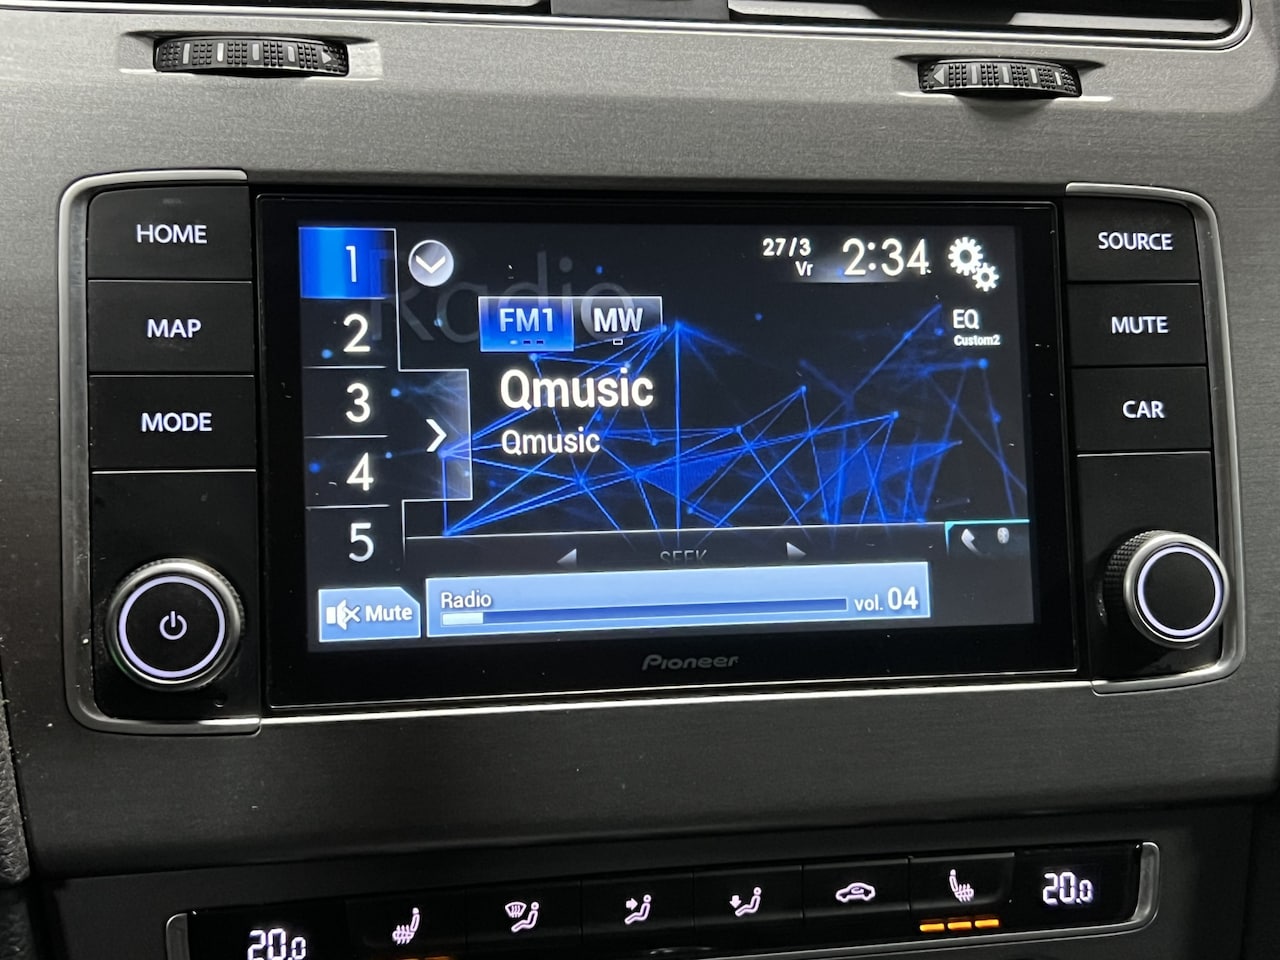 HOME
MAP
MODE
1
2
3
4
5
Radio
27/3
Vr
2:34
FM1
MW
EQ
Custom2
Qmusic
Qmusic
SEEK
Mute
Radio
vol. 04
Pioneer
SOURCE
MUTE
CAR
20.0
20.0